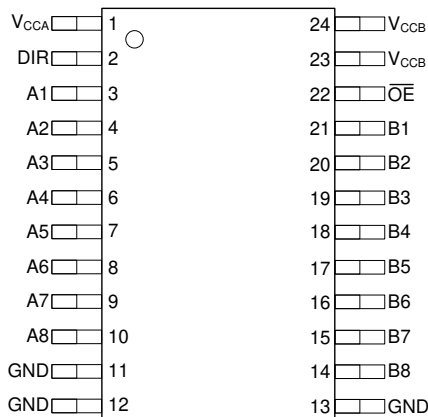 VCCA 1 24 VCCB
DIR 2 23 VCCB
A1 3 22 O̅E̅
A2 4 21 B1
A3 5 20 B2
A4 6 19 B3
A5 7 18 B4
A6 8 17 B5
A7 9 16 B6
A8 10 15 B7
GND 11 14 B8
GND 12 13 GND